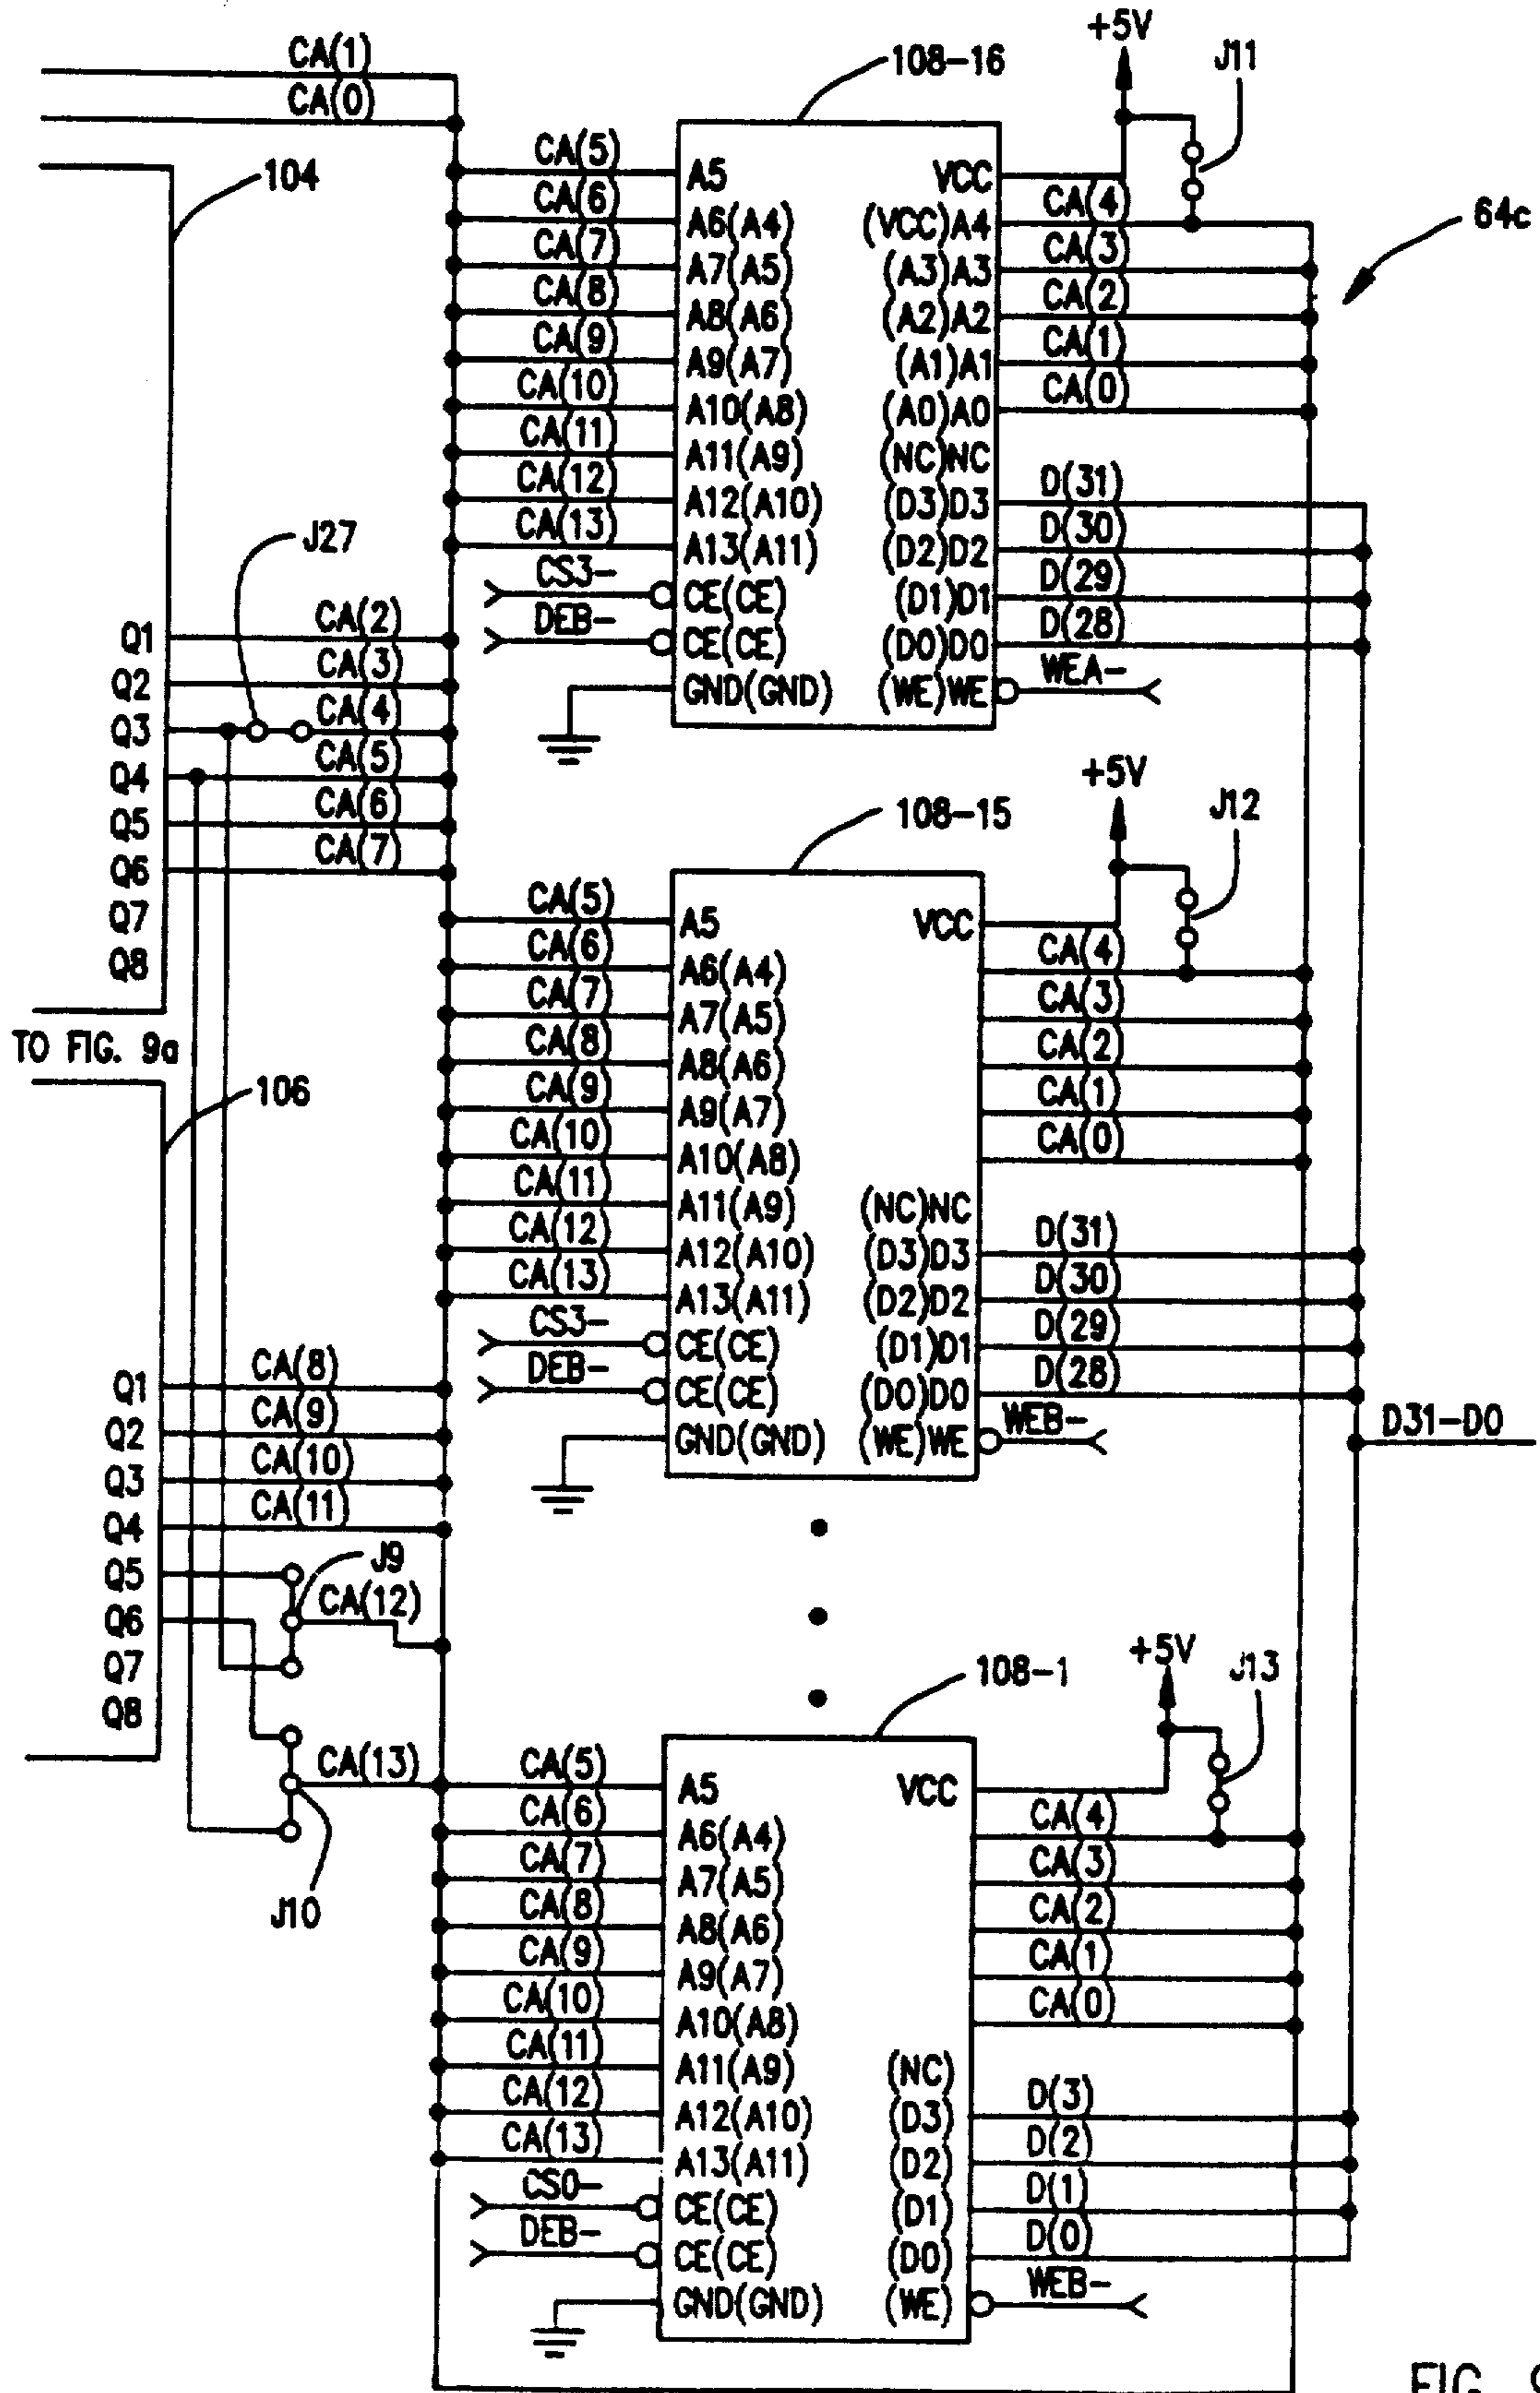 CA(1)
CA(0)
104
J27
Q1 CA(2)
Q2 CA(3)
Q3 CA(4)
Q4 CA(5)
Q5 CA(6)
Q6 CA(7)
Q7
Q8
TO FIG. 9a
106
Q1 CA(8)
Q2 CA(9)
Q3 CA(10)
Q4 CA(11)
Q5 J9
Q6 CA(12)
Q7
Q8
CA(13)
J10
108-16
+5V
J11
64c
CA(5) A5 VCC
CA(6) A6(A4) (VCC)A4 CA(4)
CA(7) A7(A5) (A3)A3 CA(3)
CA(8) A8(A6) (A2)A2 CA(2)
CA(9) A9(A7) (A1)A1 CA(1)
CA(10) A10(A8) (A0)A0 CA(0)
CA(11) A11(A9) (NC)NC
CA(12) A12(A10) (D3)D3 D(31)
CA(13) A13(A11) (D2)D2 D(30)
CS3- CE(CE) (D1)D1 D(29)
DEB- CE(CE) (D0)D0 D(28)
GND(GND) (WE)WE WEA-
108-15
+5V
J12
CA(5) A5 VCC
CA(6) A6(A4) CA(4)
CA(7) A7(A5) CA(3)
CA(8) A8(A6) CA(2)
CA(9) A9(A7) CA(1)
CA(10) A10(A8) CA(0)
CA(11) A11(A9) (NC)NC
CA(12) A12(A10) (D3)D3 D(31)
CA(13) A13(A11) (D2)D2 D(30)
CS3- CE(CE) (D1)D1 D(29)
DEB- CE(CE) (D0)D0 D(28)
GND(GND) (WE)WE WEB-
D31-D0
108-1
+5V
J13
CA(5) A5 VCC
CA(6) A6(A4) CA(4)
CA(7) A7(A5) CA(3)
CA(8) A8(A6) CA(2)
CA(9) A9(A7) CA(1)
CA(10) A10(A8) CA(0)
CA(11) A11(A9) (NC)
CA(12) A12(A10) (D3) D(3)
CA(13) A13(A11) (D2) D(2)
CS0- CE(CE) (D1) D(1)
DEB- CE(CE) (D0) D(0)
GND(GND) (WE) WEB-
FIG.